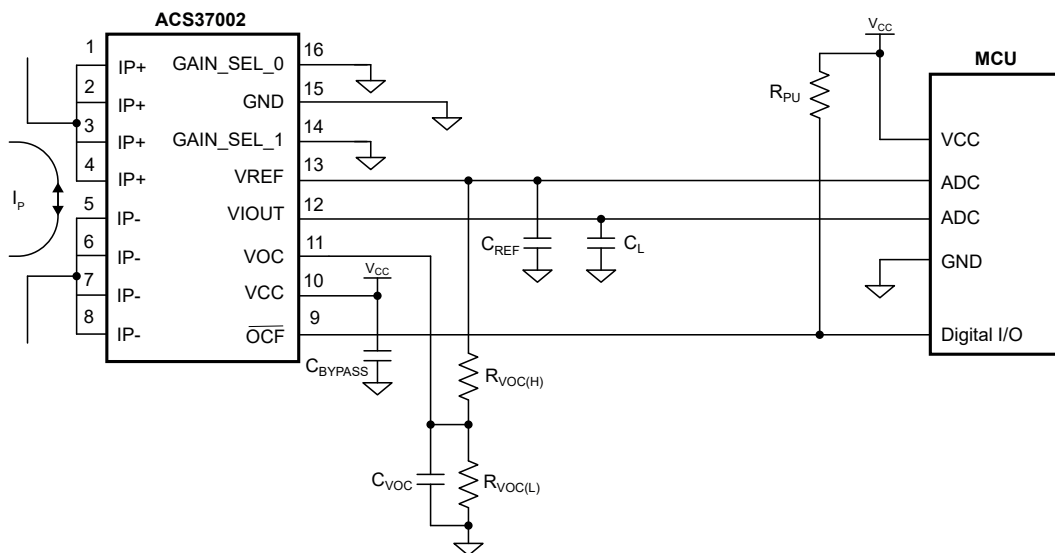 ACS37002
1 IP+ GAIN_SEL_0 16
2 IP+ GND 15
3 IP+ GAIN_SEL_1 14
4 IP+ VREF 13
5 IP- VIOUT 12
6 IP- VOC 11
7 IP- VCC 10
8 IP- OCF 9
IP
VCC
CBYPASS
CREF
CL
RVOC(H)
CVOC
RVOC(L)
VCC
RPU
MCU
VCC
ADC
ADC
GND
Digital I/O